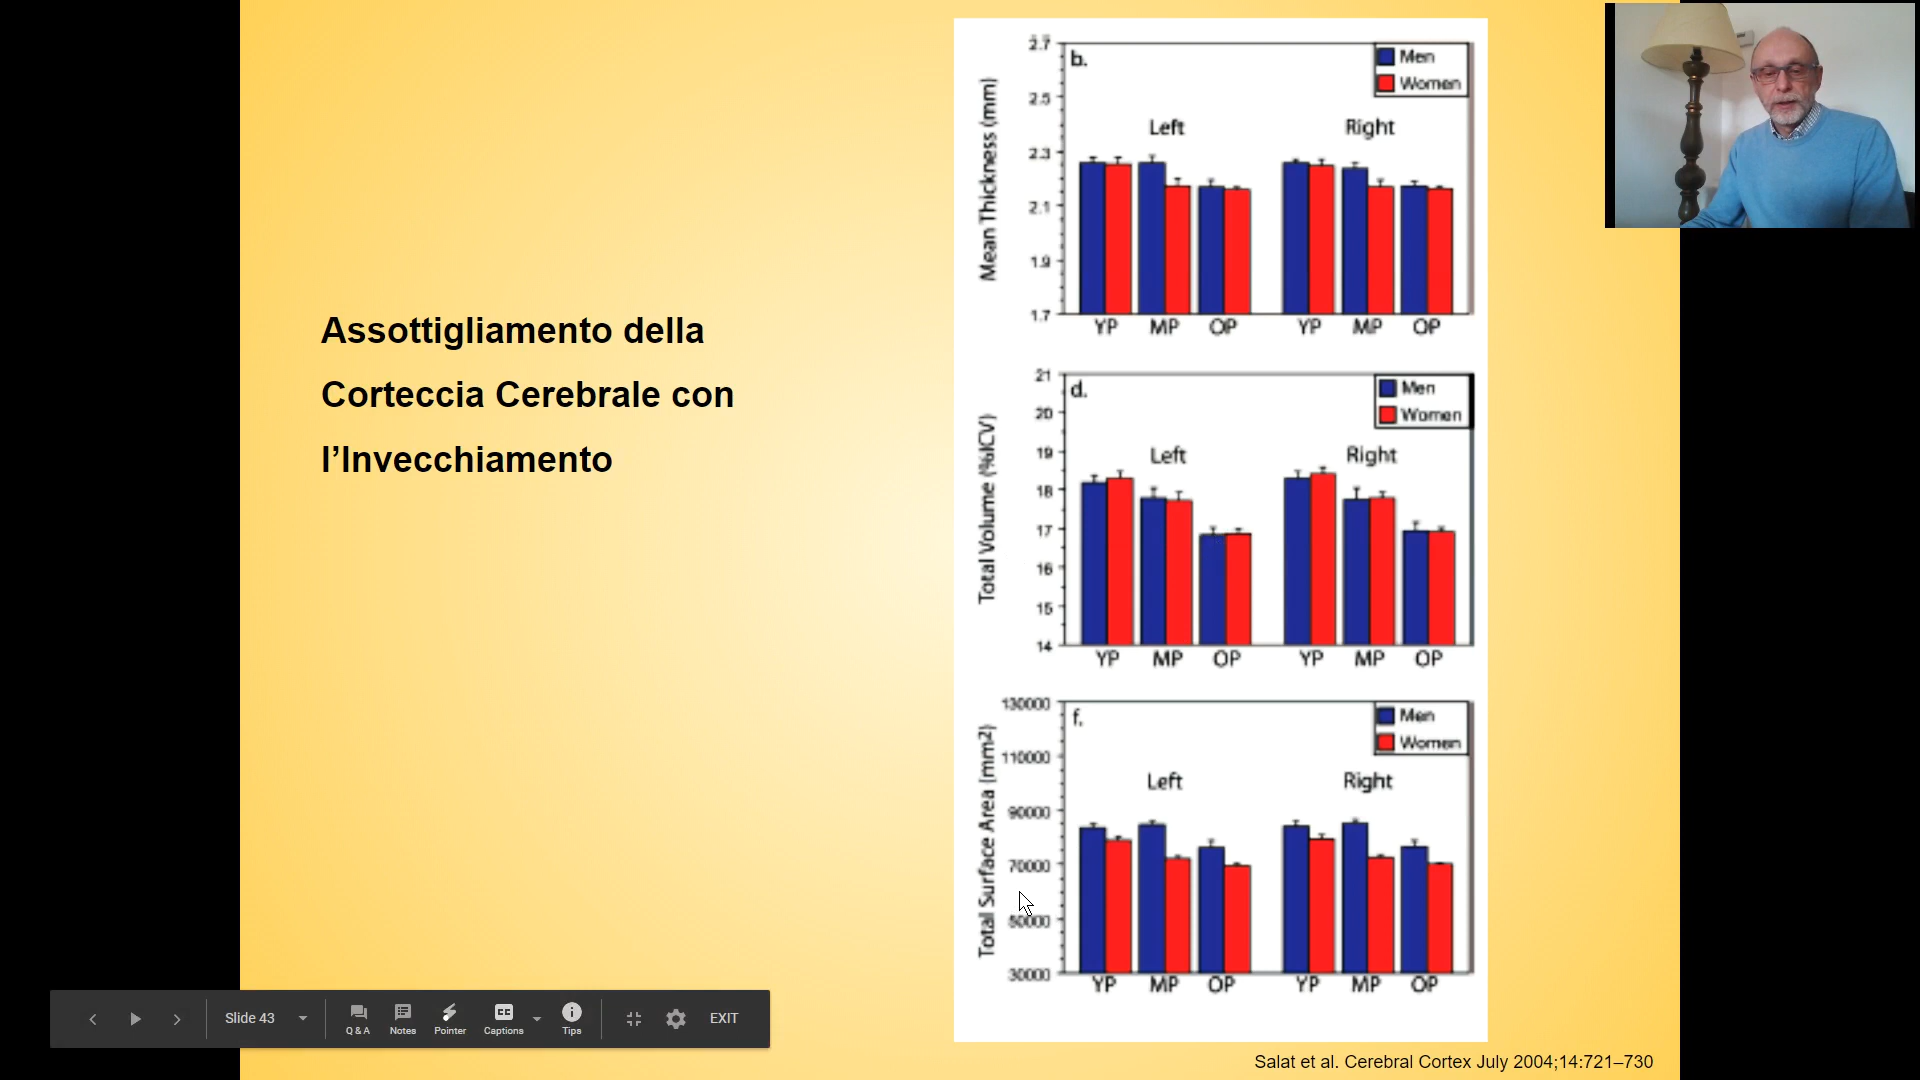 Assottigliamento della
Corteccia Cerebrale con
l’Invecchiamento
b.
Men
Women
Left
Right
Mean Thickness (mm)
2.7
2.5
2.3
2.1
1.9
1.7
YP MP OP YP MP OP
d.
Men
Women
Left
Right
Total Volume (%ICV)
21
20
19
18
17
16
15
14
YP MP OP YP MP OP
f.
Men
Women
Left
Right
Total Surface Area (mm2)
130000
110000
90000
70000
50000
30000
YP MP OP YP MP OP
Slide 43
Q & A
Notes
Pointer
CC
Captions
Tips
EXIT
Salat et al. Cerebral Cortex July 2004;14:721–730